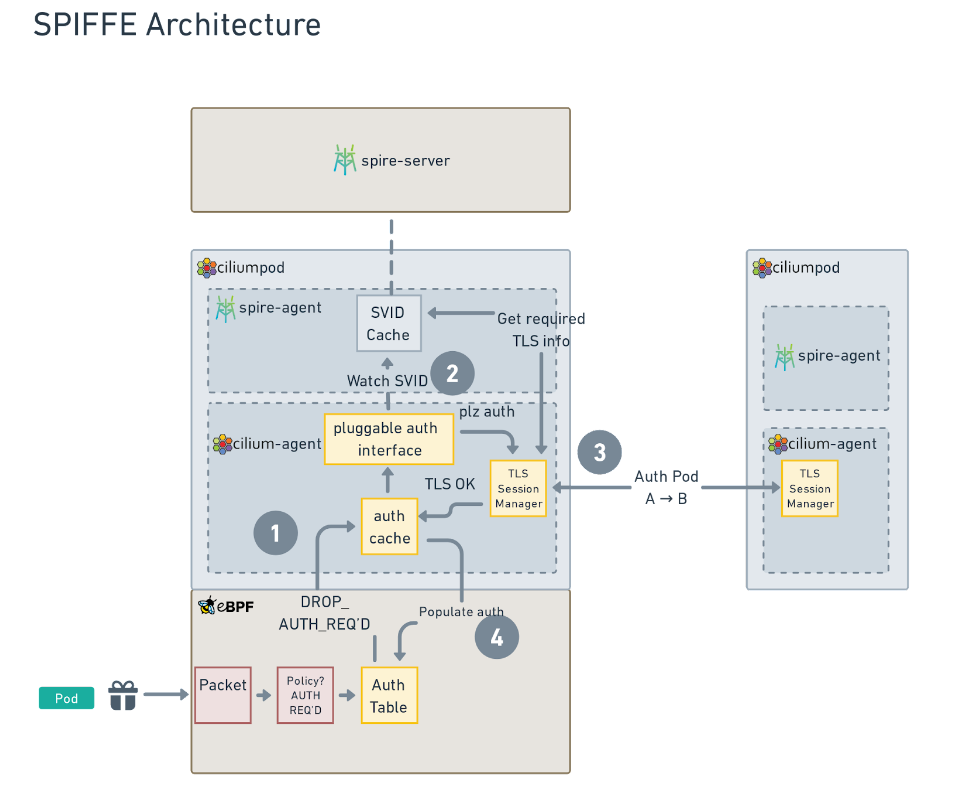 SPIFFE Architecture
spire-server
ciliumpod
spire-agent
SVID
Cache
Get required
TLS info
Watch SVID
2
cilium-agent
pluggable auth
interface
plz auth
TLS
Session
Manager
TLS OK
auth
cache
1
3
Auth Pod
A → B
ciliumpod
spire-agent
cilium-agent
TLS
Session
Manager
eBPF
DROP_
AUTH_REQ'D
Populate auth
4
Pod
Packet
Policy?
AUTH
REQ'D
Auth
Table